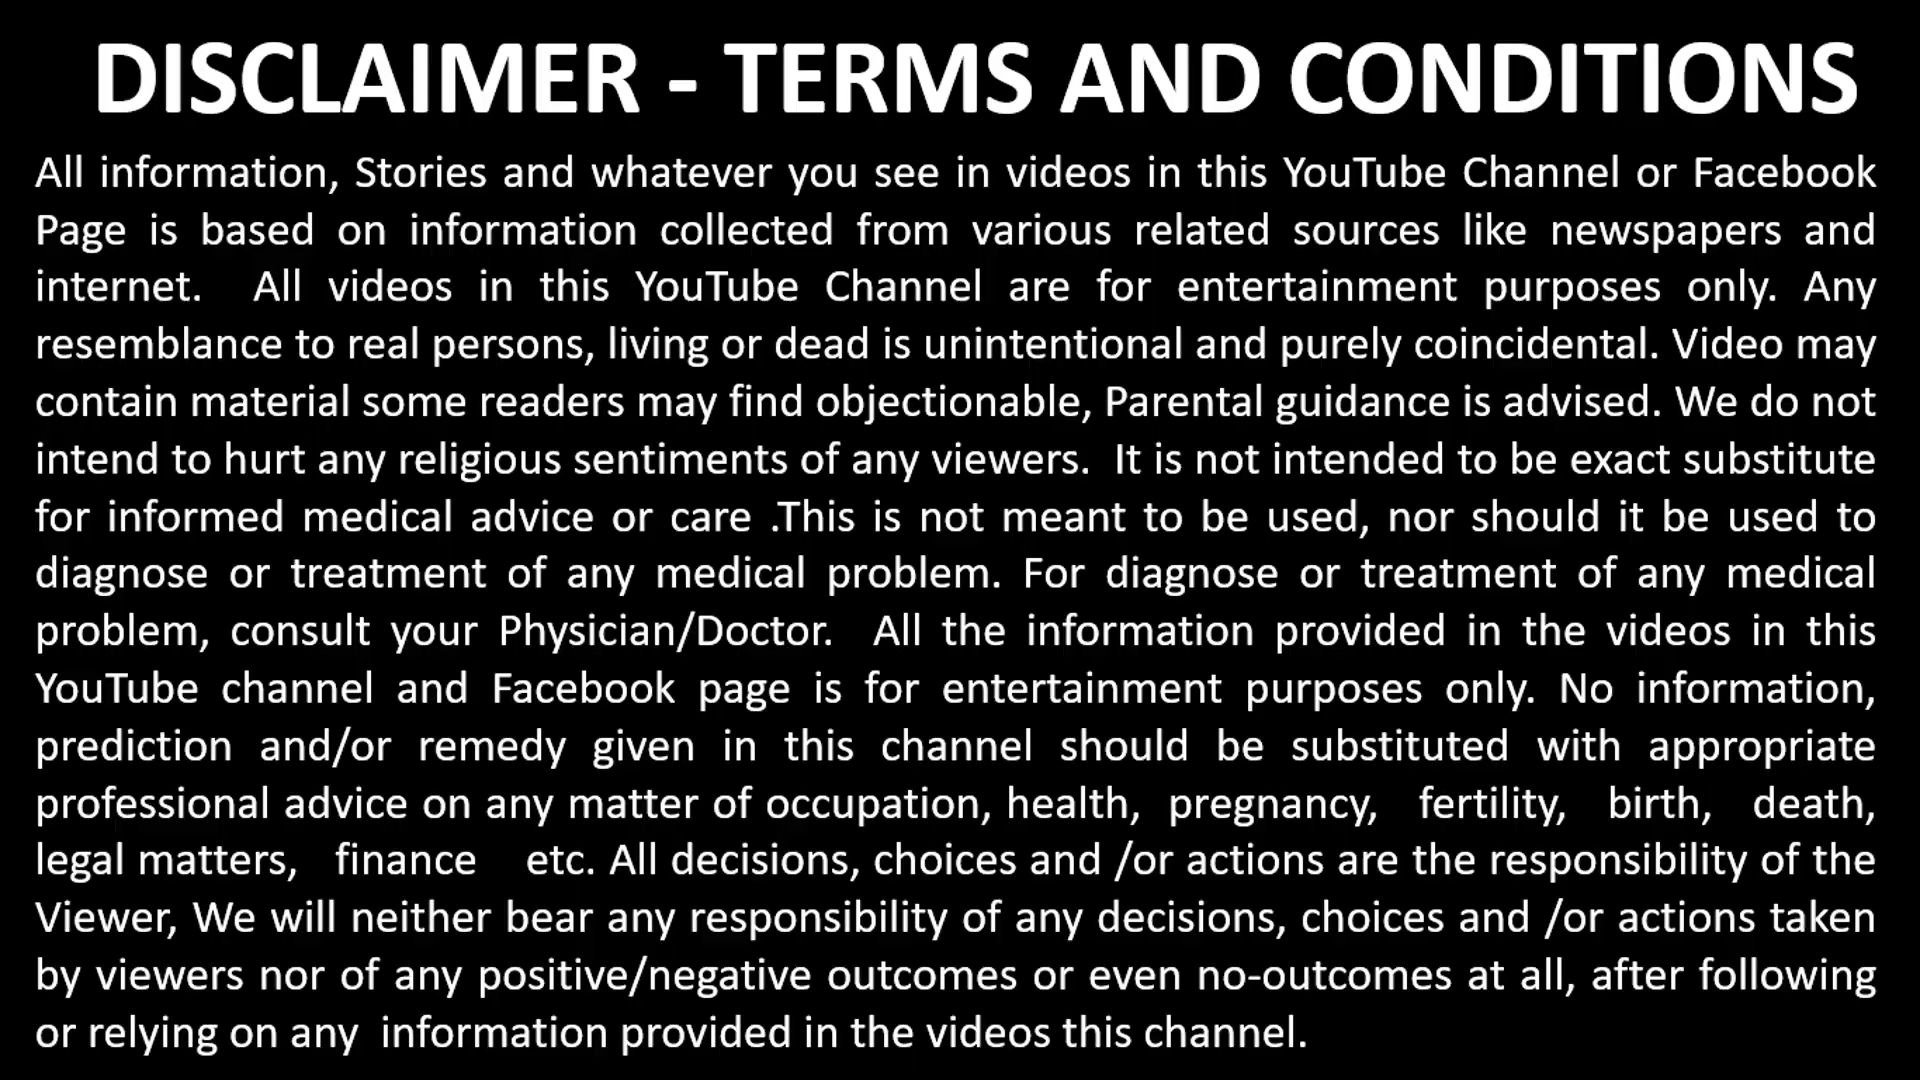 DISCLAIMER - TERMS AND CONDITIONS
All information, Stories and whatever you see in videos in this YouTube Channel or Facebook
Page is based on information collected from various related sources like newspapers and
internet. All videos in this YouTube Channel are for entertainment purposes only. Any
resemblance to real persons, living or dead is unintentional and purely coincidental. Video may
contain material some readers may find objectionable, Parental guidance is advised. We do not
intend to hurt any religious sentiments of any viewers. It is not intended to be exact substitute
for informed medical advice or care .This is not meant to be used, nor should it be used to
diagnose or treatment of any medical problem. For diagnose or treatment of any medical
problem, consult your Physician/Doctor. All the information provided in the videos in this
YouTube channel and Facebook page is for entertainment purposes only. No information,
prediction and/or remedy given in this channel should be substituted with appropriate
professional advice on any matter of occupation, health, pregnancy, fertility, birth, death,
legal matters, finance etc. All decisions, choices and /or actions are the responsibility of the
Viewer, We will neither bear any responsibility of any decisions, choices and /or actions taken
by viewers nor of any positive/negative outcomes or even no-outcomes at all, after following
or relying on any information provided in the videos this channel.